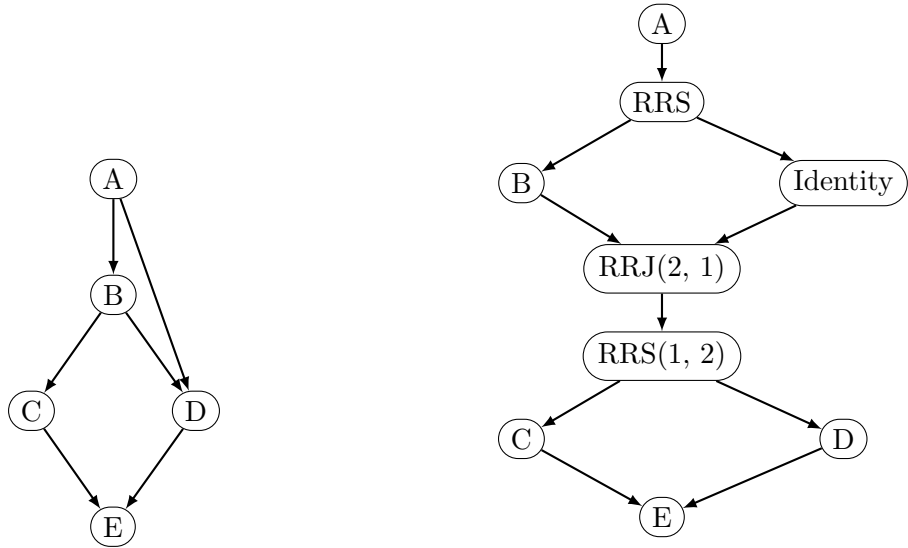 A
B
C
D
E
A
RRS
B
Identity
RRJ(2, 1)
RRS(1, 2)
C
D
E